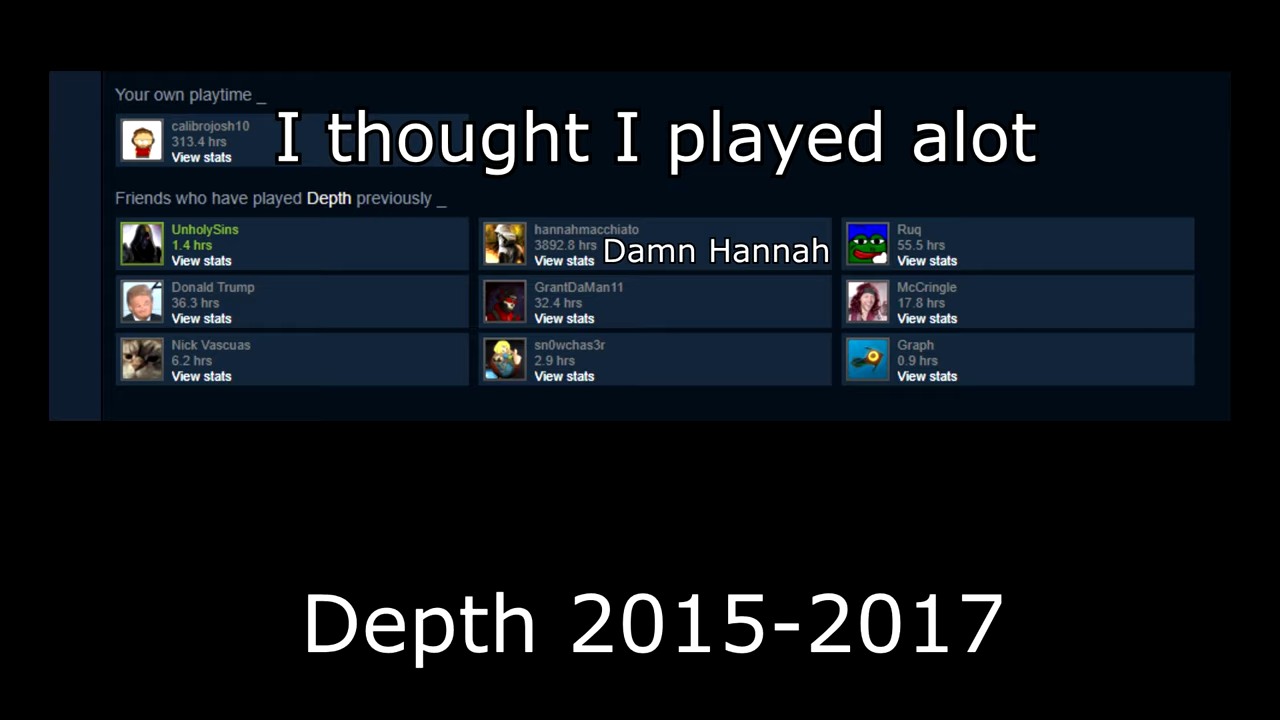 Your own playtime _
calibrojosh10
313.4 hrs
View stats
I thought I played alot
Friends who have played Depth previously _
UnholySins
1.4 hrs
View stats
hannahmacchiato
3892.8 hrs
View stats
Damn Hannah
Ruq
55.5 hrs
View stats
Donald Trump
36.3 hrs
View stats
GrantDaMan11
32.4 hrs
View stats
McCringle
17.8 hrs
View stats
Nick Vascuas
6.2 hrs
View stats
sn0wchas3r
2.9 hrs
View stats
Graph
0.9 hrs
View stats
Depth 2015-2017